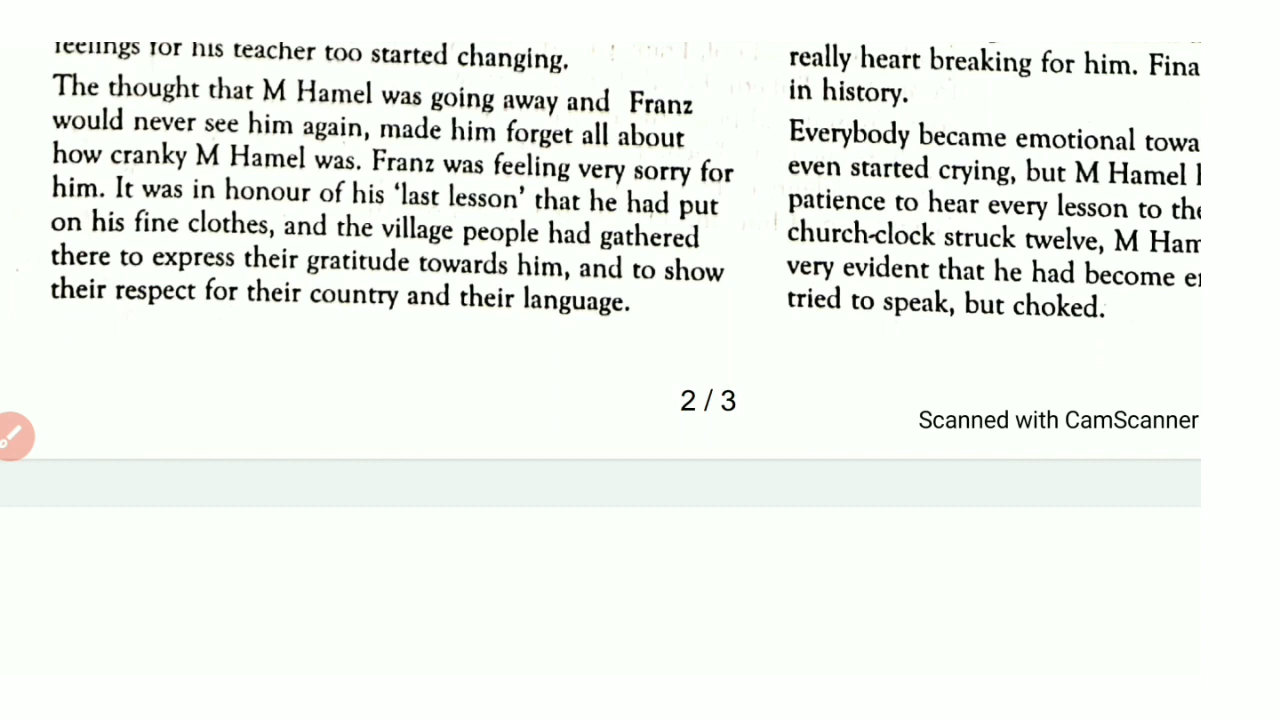 feelings for his teacher too started changing.
The thought that M Hamel was going away and Franz
would never see him again, made him forget all about
how cranky M Hamel was. Franz was feeling very sorry for
him. It was in honour of his ‘last lesson’ that he had put
on his fine clothes, and the village people had gathered
there to express their gratitude towards him, and to show
their respect for their country and their language.
really heart breaking for him. Fina
in history.
Everybody became emotional towa
even started crying, but M Hamel
patience to hear every lesson to the
church-clock struck twelve, M Ham
very evident that he had become
tried to speak, but choked.
2 / 3
Scanned with CamScanner